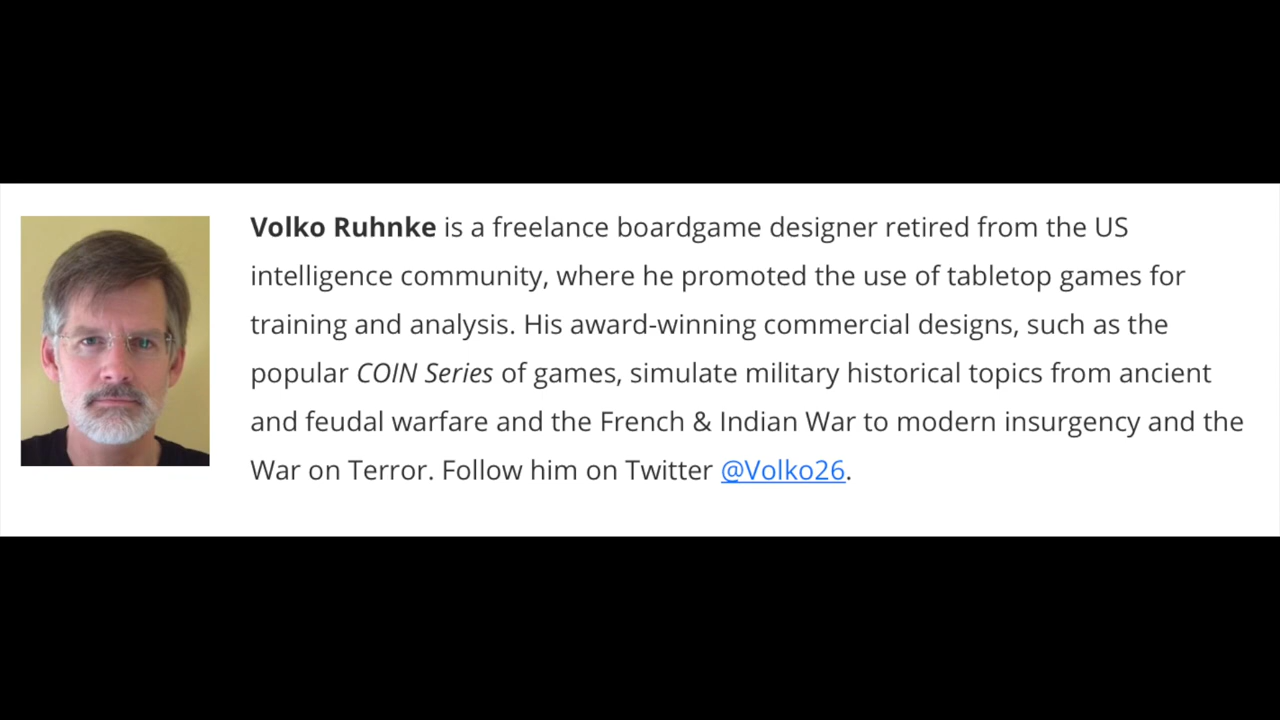 Volko Ruhnke is a freelance boardgame designer retired from the US
intelligence community, where he promoted the use of tabletop games for
training and analysis. His award-winning commercial designs, such as the
popular COIN Series of games, simulate military historical topics from ancient
and feudal warfare and the French & Indian War to modern insurgency and the
War on Terror. Follow him on Twitter @Volko26.